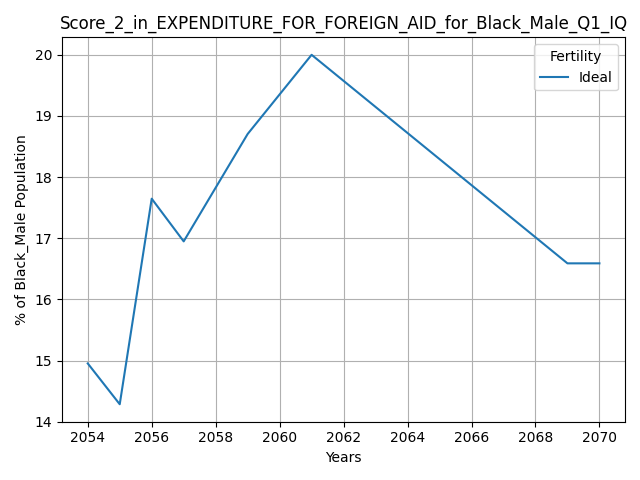 Score_2_in_EXPENDITURE_FOR_FOREIGN_AID_for_Black_Male_Q1_IQ
Fertility
Ideal
% of Black_Male Population
20
19
18
17
16
15
14
2054 2056 2058 2060 2062 2064 2066 2068 2070
Years